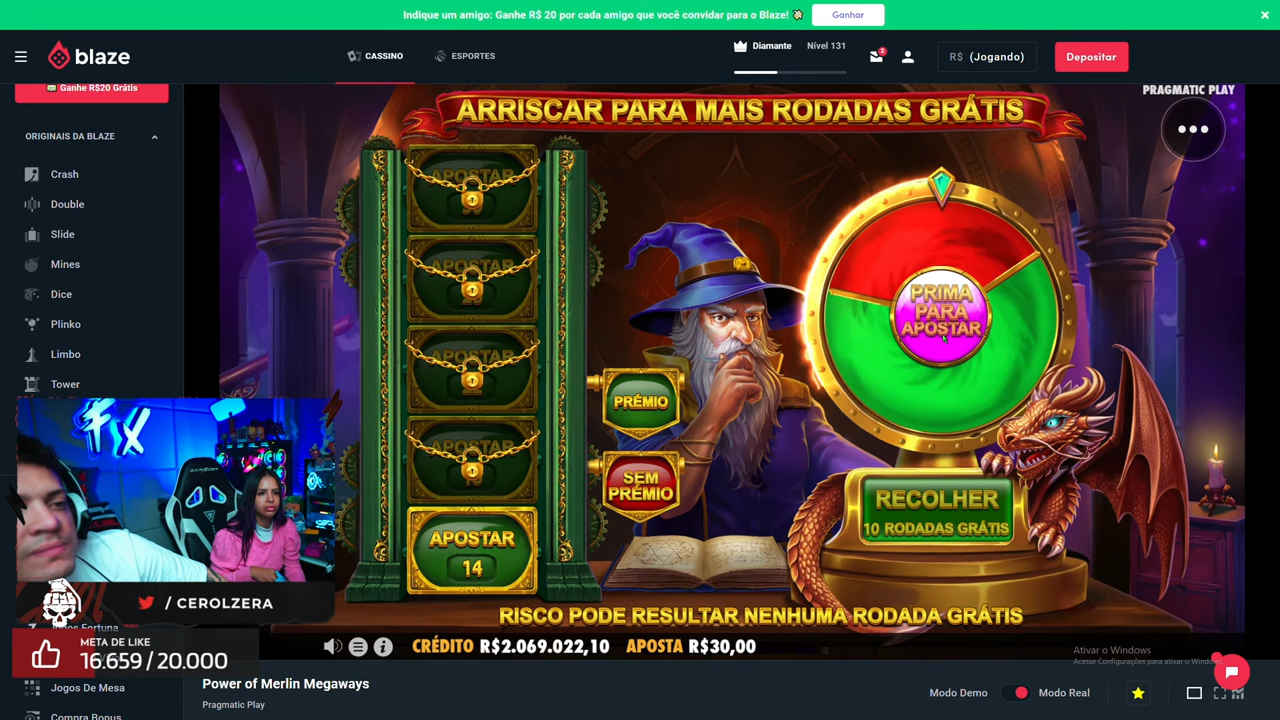 Indique um amigo: Ganhe R$ 20 por cada amigo que você convidar para o Blaze!
Ganhar
blaze
CASSINO
ESPORTES
Diamante
Nível 131
2
R$ (Jogando)
Depositar
Ganhe R$20 Grátis
ORIGINAIS DA BLAZE
Crash
Double
Slide
Mines
Dice
Plinko
Limbo
Tower
PRAGMATIC PLAY
ARRISCAR PARA MAIS RODADAS GRÁTIS
APOSTAR
APOSTAR
APOSTAR
22
APOSTAR
APOSTAR
14
PRÉMIO
SEM
PRÉMIO
PRIMA
PARA
APOSTAR
RECOLHER
10 RODADAS GRÁTIS
RISCO PODE RESULTAR NENHUMA RODADA GRÁTIS
CRÉDITO R$2.069.022,10 APOSTA R$30,00
/ CEROLZERA
META DE LIKE
16.659 / 20.000
Jogos De Mesa
Compra Bonus
Power of Merlin Megaways
Pragmatic Play
Ativar o Windows
Acesse Configurações para ativar o Windows.
Modo Demo
Modo Real